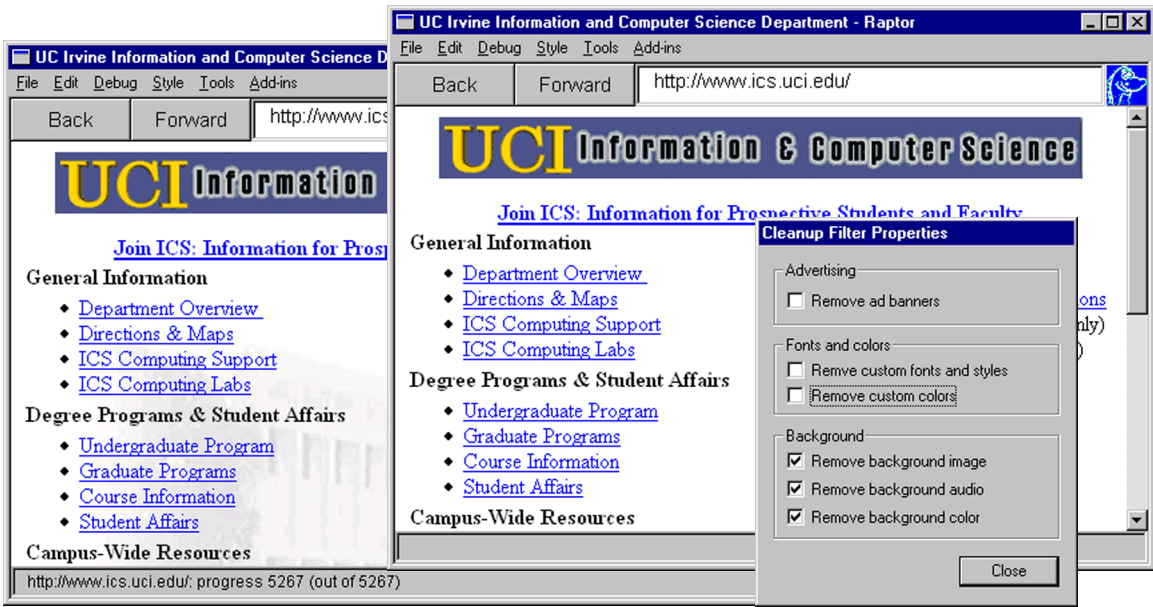 UC Irvine Information and Computer Science D
File Edit Debug Style Tools Add-ins
Back Forward http://www.ics
UCI Information
Join ICS: Information for Pros
General Information
Department Overview
Directions & Maps
ICS Computing Support
ICS Computing Labs
Degree Programs & Student Affairs
Undergraduate Program
Graduate Programs
Course Information
Student Affairs
Campus-Wide Resources
http://www.ics.uci.edu/: progress 5267 (out of 5267)
UC Irvine Information and Computer Science Department - Raptor
File Edit Debug Style Tools Add-ins
Back Forward http://www.ics.uci.edu/
UCI Information & Computer Science
Join ICS: Information for Prospective Students and Faculty
General Information
Department Overview
Directions & Maps
ICS Computing Support
ICS Computing Labs
Degree Programs & Student Affairs
Undergraduate Program
Graduate Programs
Course Information
Student Affairs
Campus-Wide Resources
ons
nly)
)
Cleanup Filter Properties
Advertising
Remove ad banners
Fonts and colors
Remve custom fonts and styles
Remove custom colors
Background
Remove background image
Remove background audio
Remove background color
Close